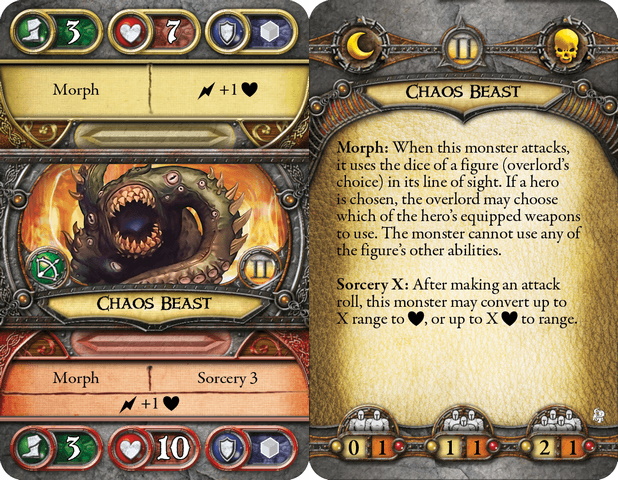 3 7
Morph +1
II
CHAOS BEAST
Morph Sorcery 3
+1
3 10
II
CHAOS BEAST
Morph: When this monster attacks,
it uses the dice of a figure (overlord's
choice) in its line of sight. If a hero
is chosen, the overlord may choose
which of the hero's equipped weapons
to use. The monster cannot use any of
the figure's other abilities.
Sorcery X: After making an attack
roll, this monster may convert up to
X range to ♥, or up to X ♥ to range.
0 1 1 1 2 1